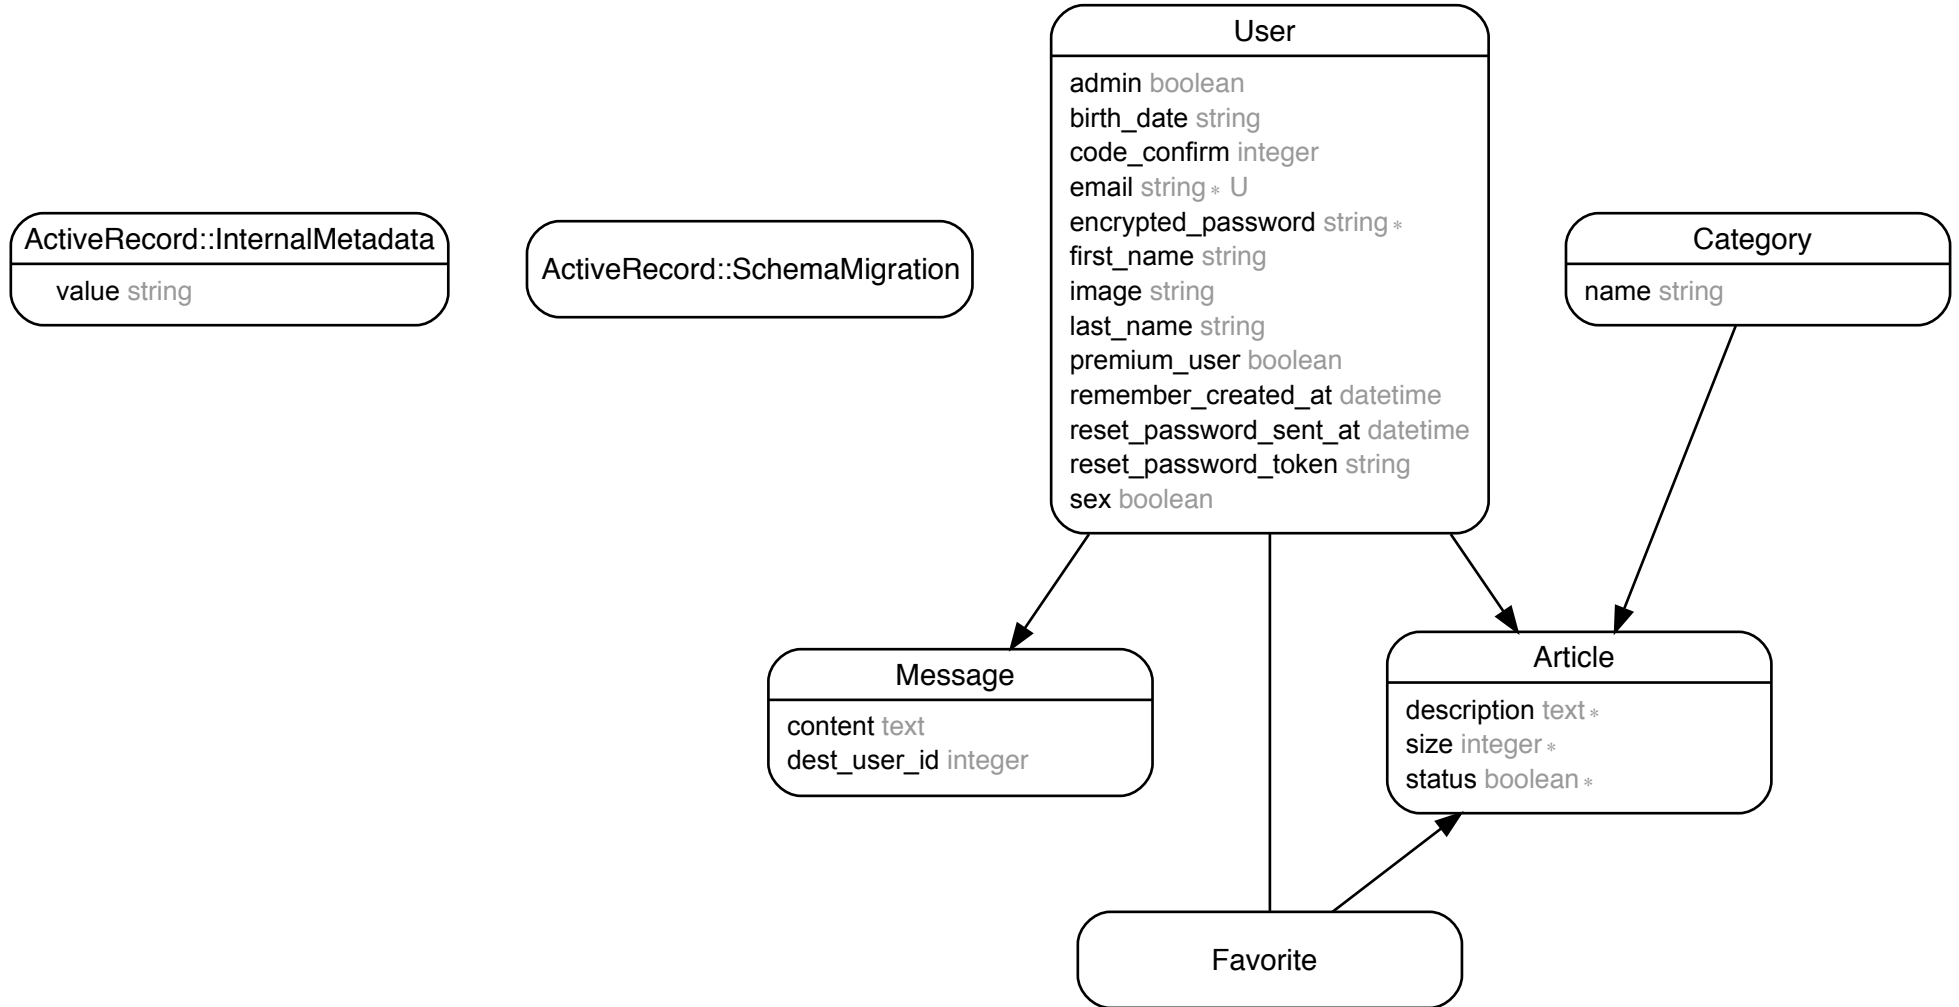 User
admin boolean
birth_date string
code_confirm integer
email string∗ U
encrypted_password string∗
first_name string
image string
last_name string
premium_user boolean
remember_created_at datetime
reset_password_sent_at datetime
reset_password_token string
sex boolean
ActiveRecord::InternalMetadata
value string
ActiveRecord::SchemaMigration
Category
name string
Message
content text
dest_user_id integer
Article
description text∗
size integer∗
status boolean∗
Favorite